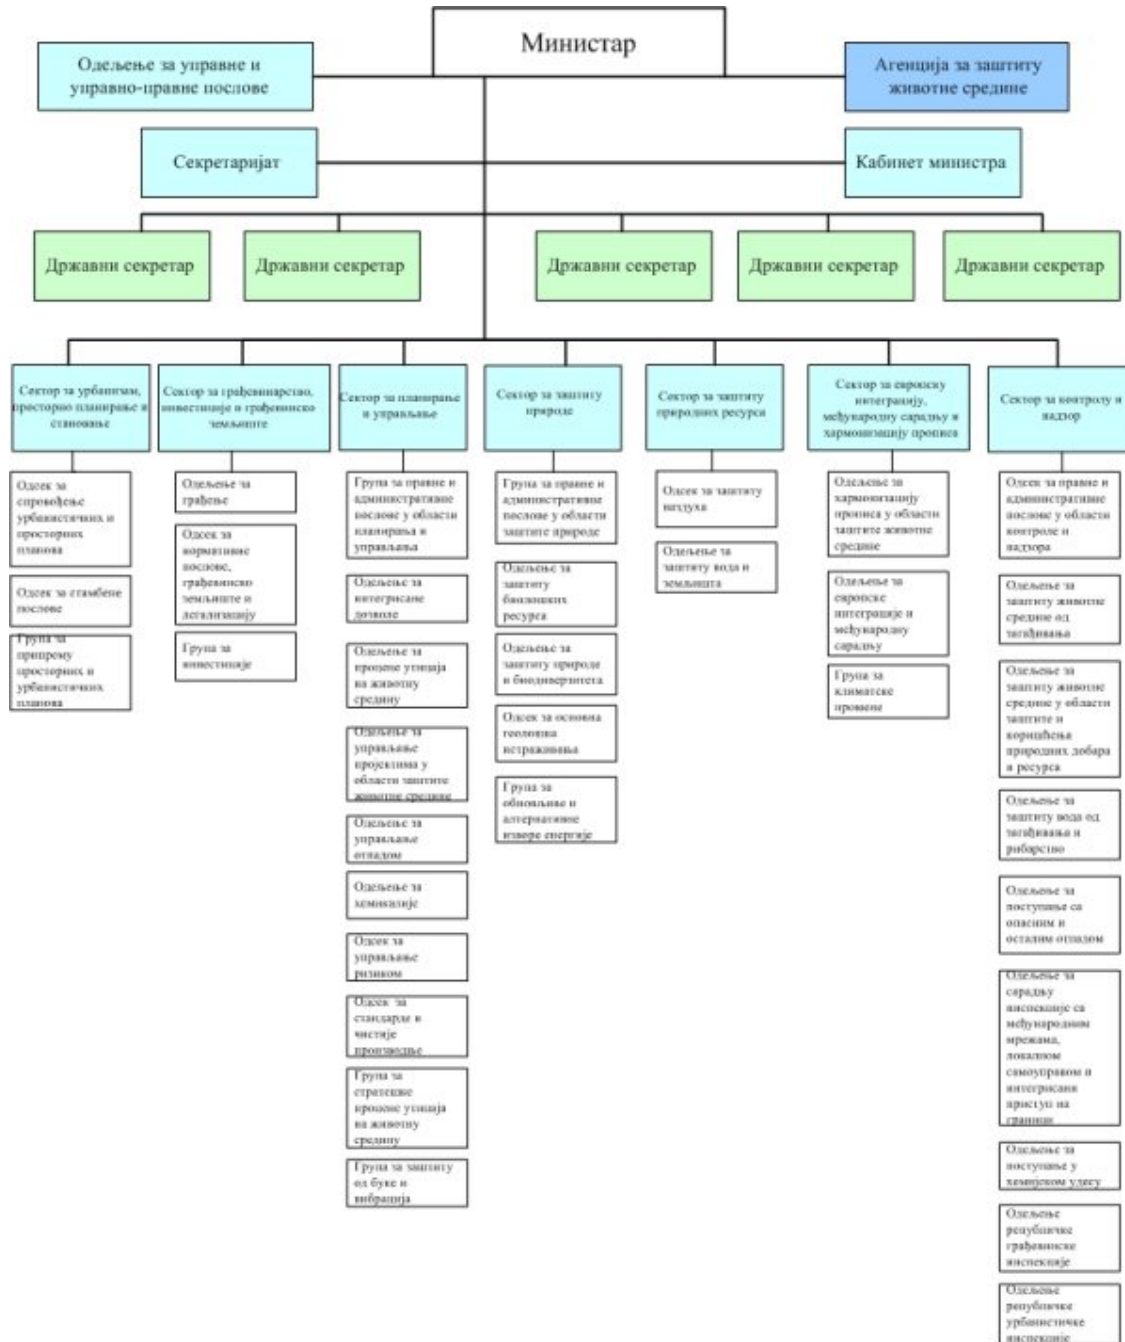 Министар
Одељење за управне и
управно-правне послове
Агенција за заштиту
животне средине
Секретаријат
Кабинет министра
Државни секретар
Државни секретар
Државни секретар
Државни секретар
Државни секретар
Сектор за урбанизам,
просторно планирање и
становање
Сектор за грађевинарство,
инвестиције и грађевинско
земљиште
Сектор за планирање
и управљање
Сектор за заштиту
природе
Сектор за заштиту
природних ресурса
Сектор за европску
интеграцију,
међународну сарадњу и
хармонизацију прописа
Сектор за контролу и
надзор
Одсек за
спровођење
урбанистичких и
просторних
планова
Одсек за стамбене
послове
Група за
припрему
просторних и
урбанистичких
планова
Одељење за
грађење
Одсек за
нормативне
послове,
грађевинско
земљиште и
легализацију
Група за
инвестиције
Група за правне и
административне
послове у области
планирања и
управљања
Одељење за
интегрисане
дозволе
Одељење за
процене утицаја
на животну
средину
Одељење за
управљање
пројектима у
области заштите
животне средине
Одељење за
управљање
отпадом
Одељење за
хемикалије
Одсек за
управљање
ризиком
Одсек за
стандарде и
чистије
производње
Група за
стратешке
процене утицаја
на животну
средину
Група за заштиту
од буке и
вибрација
Група за правне и
административне
послове у области
заштите природе
Одељење за
заштиту
биолошких
ресурса
Одељење за
заштиту природе
и биодиверзитета
Одсек за основна
геолошка
истраживања
Група за
обновљиве и
алтернативне
изворе енергије
Одсек за заштиту
ваздуха
Одељење за
заштиту вода и
земљишта
Одељење за
хармонизацију
прописа у области
заштите животне
средине
Одељење за
европске
интеграције и
међународну
сарадњу
Група за
климатске
промене
Одсек за правне и
административне
послове у области
контроле и
надзора
Одељење за
заштиту животне
средине од
загађивања
Одељење за
заштиту животне
средине у области
заштите и
коришћења
природних добара
и ресурса
Одељење за
заштиту вода од
загађивања и
рибарство
Одељење за
поступање са
опасним и
осталим отпадом
Одељење за
сарадњу
инспекције са
међународним
мрежама,
локалном
самоуправом и
интегрисани
приступ на
граници
Одељење за
поступање у
хемијском удесу
Одељење
републичке
грађевинске
инспекције
Одељење
републичке
урбанистичке
инспекције